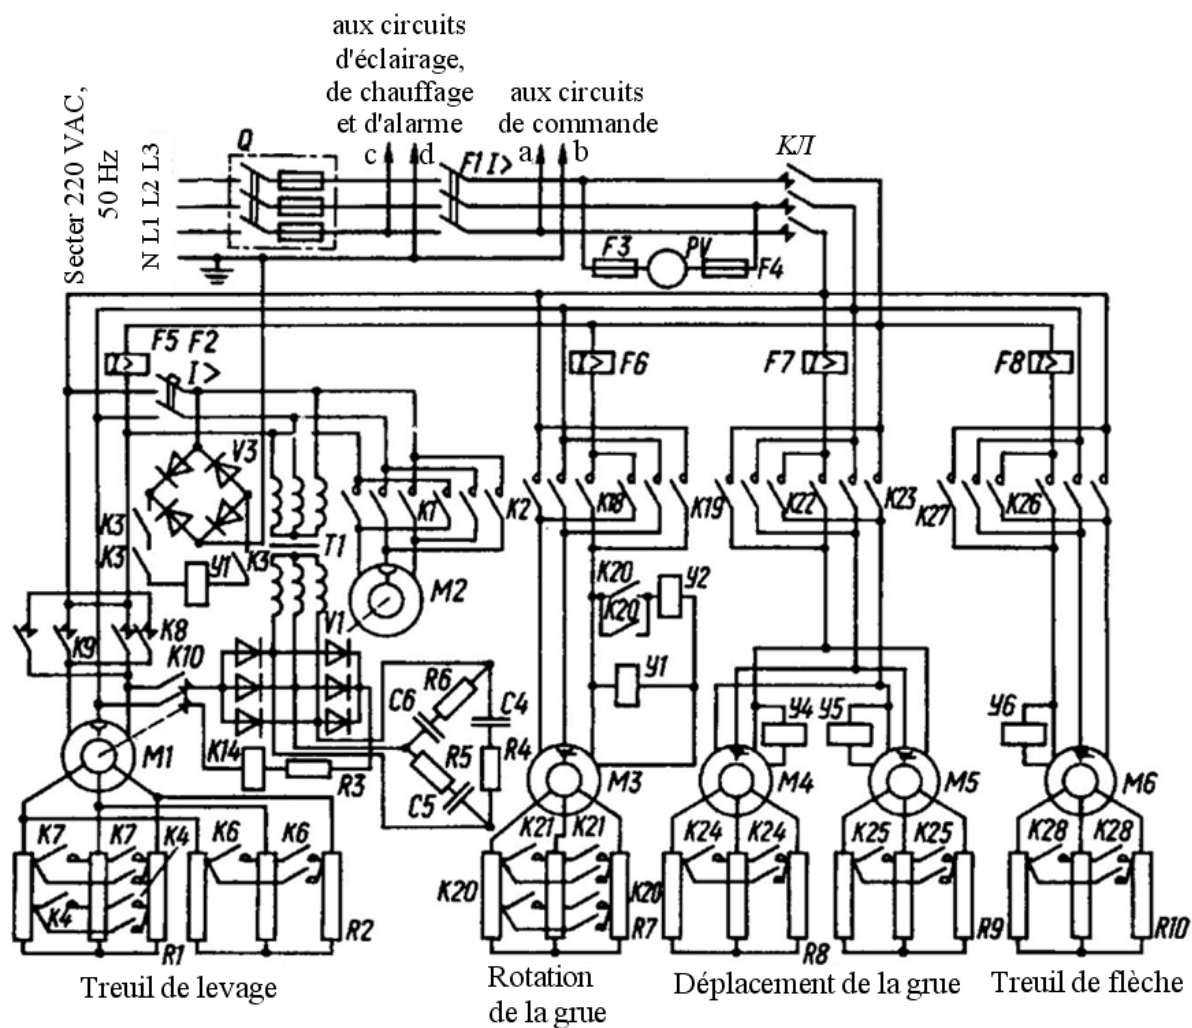 aux circuits
d'éclairage,
de chauffage
et d'alarme
aux circuits
de commande
Secter 220 VAC,
50 Hz
N L1 L2 L3
Q
c
d
F1 I>
a
b
КЛ
F3
PV
F4
F5
F2
I>
I>
I>
F6
F7
I>
F8
I>
V3
K3
K3
У1
K3
T1
K1
K2
K18
K19
K22
K23
K27
K26
M2
V1
K20
K20
У2
У1
K9
K8
K10
C6
R6
C4
R5
R4
C5
У4
У5
У6
M1
K14
R3
M3
M4
M5
M6
K7
K7
K4
K6
K6
K21
K21
K24
K24
K25
K25
K28
K28
K4
K20
K20
R1
R2
R7
R8
R9
R10
Treuil de levage
Rotation
de la grue
Déplacement de la grue
Treuil de flèche